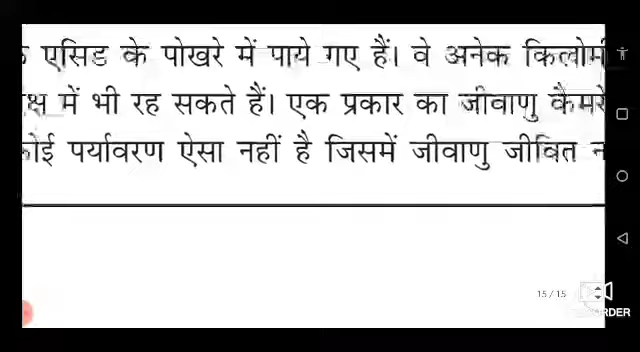 एसिड के पोखरे में पाये गए हैं। वे अनेक
में भी रह सकते हैं। एक प्रकार का जीवाणु
पर्यावरण ऐसा नहीं है जिसमें जीवाणु जीवित
15 / 15